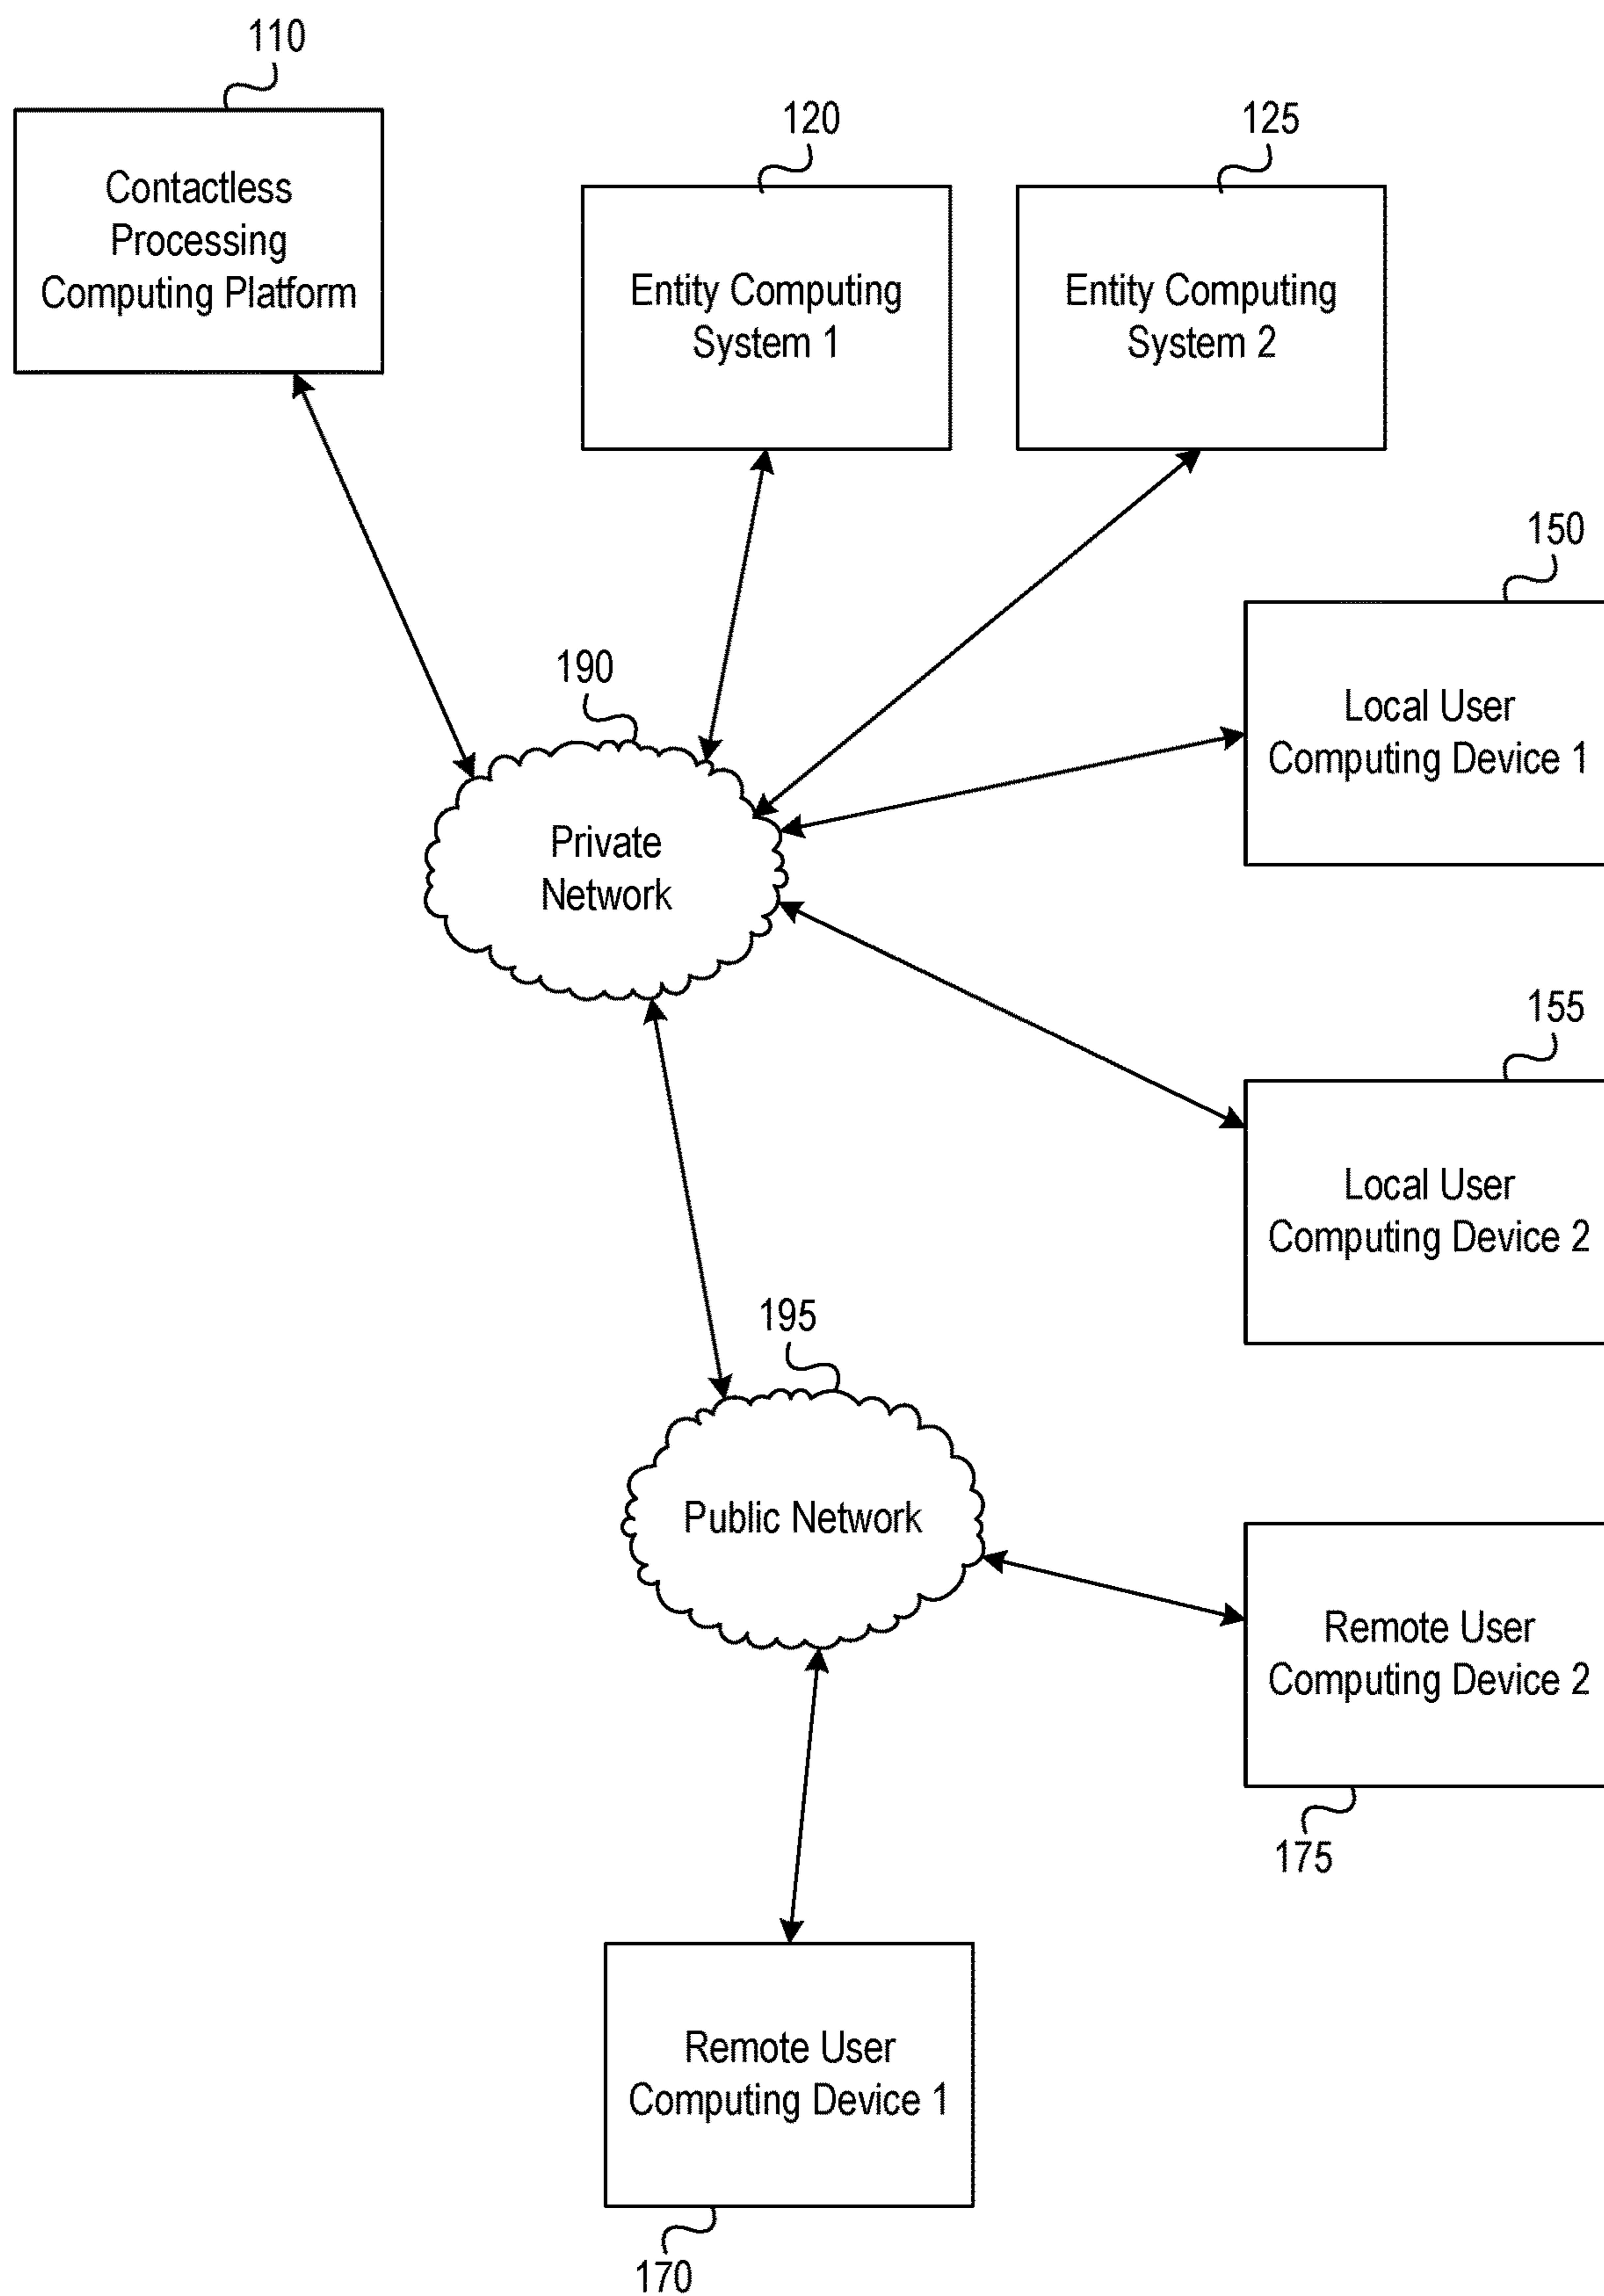 110
Contactless
Processing
Computing Platform
120
Entity Computing
System 1
125
Entity Computing
System 2
150
Local User
Computing Device 1
190
Private
Network
155
Local User
Computing Device 2
195
Public Network
Remote User
Computing Device 2
175
Remote User
Computing Device 1
170